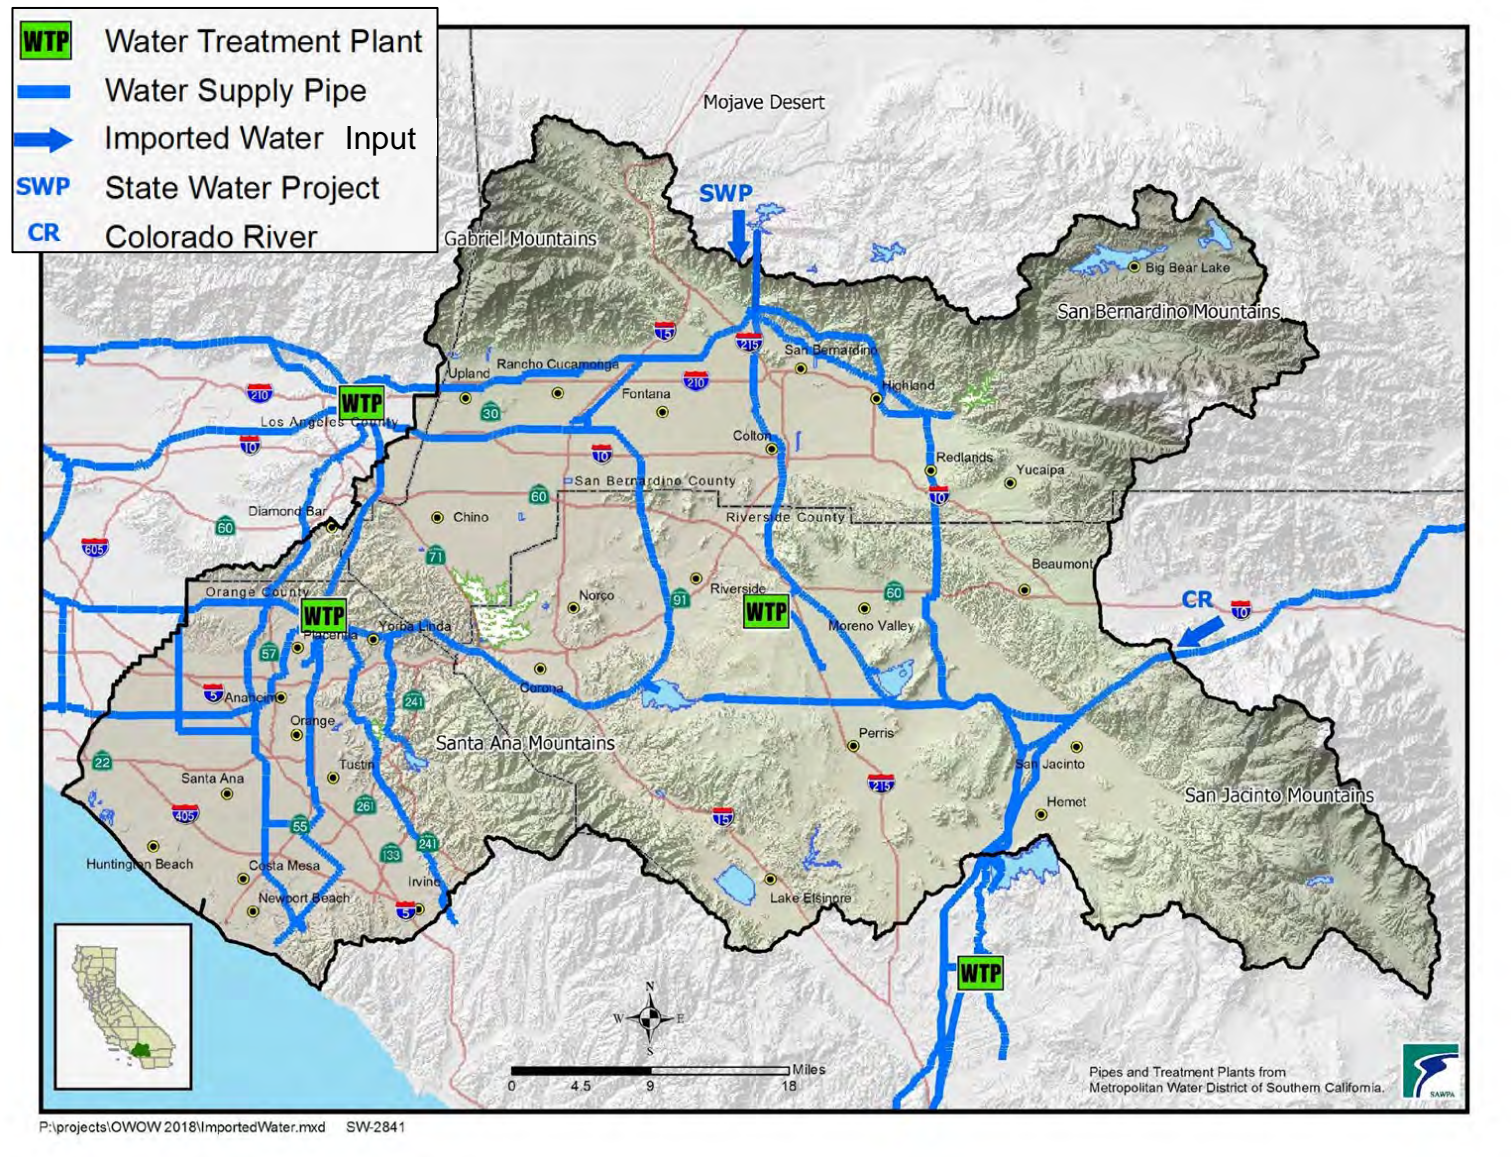 WTP Water Treatment Plant
Water Supply Pipe
Imported Water Input
SWP State Water Project
CR Colorado River
Mojave Desert
SWP
Gabriel Mountains
Big Bear Lake
San Bernardino Mountains
15
215
San Bernardino
Rancho Cucamonga
Upland
210
210
Highland
WTP
Fontana
30
Los Angeles County
10
Colton
10
Redlands
Yucaipa
San Bernardino County
60
10
Diamond Bar
Chino
Riverside County
60
605
71
Beaumont
Orange County
Norco
91
Riverside
60
CR
10
WTP
WTP
Moreno Valley
Placentia
Yorba Linda
57
Corona
5
Anaheim
241
Orange
Perris
Santa Ana Mountains
22
Tustin
San Jacinto
Santa Ana
215
San Jacinto Mountains
261
Hemet
405
55
15
241
133
Huntington Beach
Costa Mesa
Irvine
Newport Beach
5
Lake Elsinore
WTP
N
W E
S
0 4.5 9 18 Miles
Pipes and Treatment Plants from
Metropolitan Water District of Southern California.
SAWPA
P:\projects\OWOW 2018\ImportedWater.mxd SW-2841